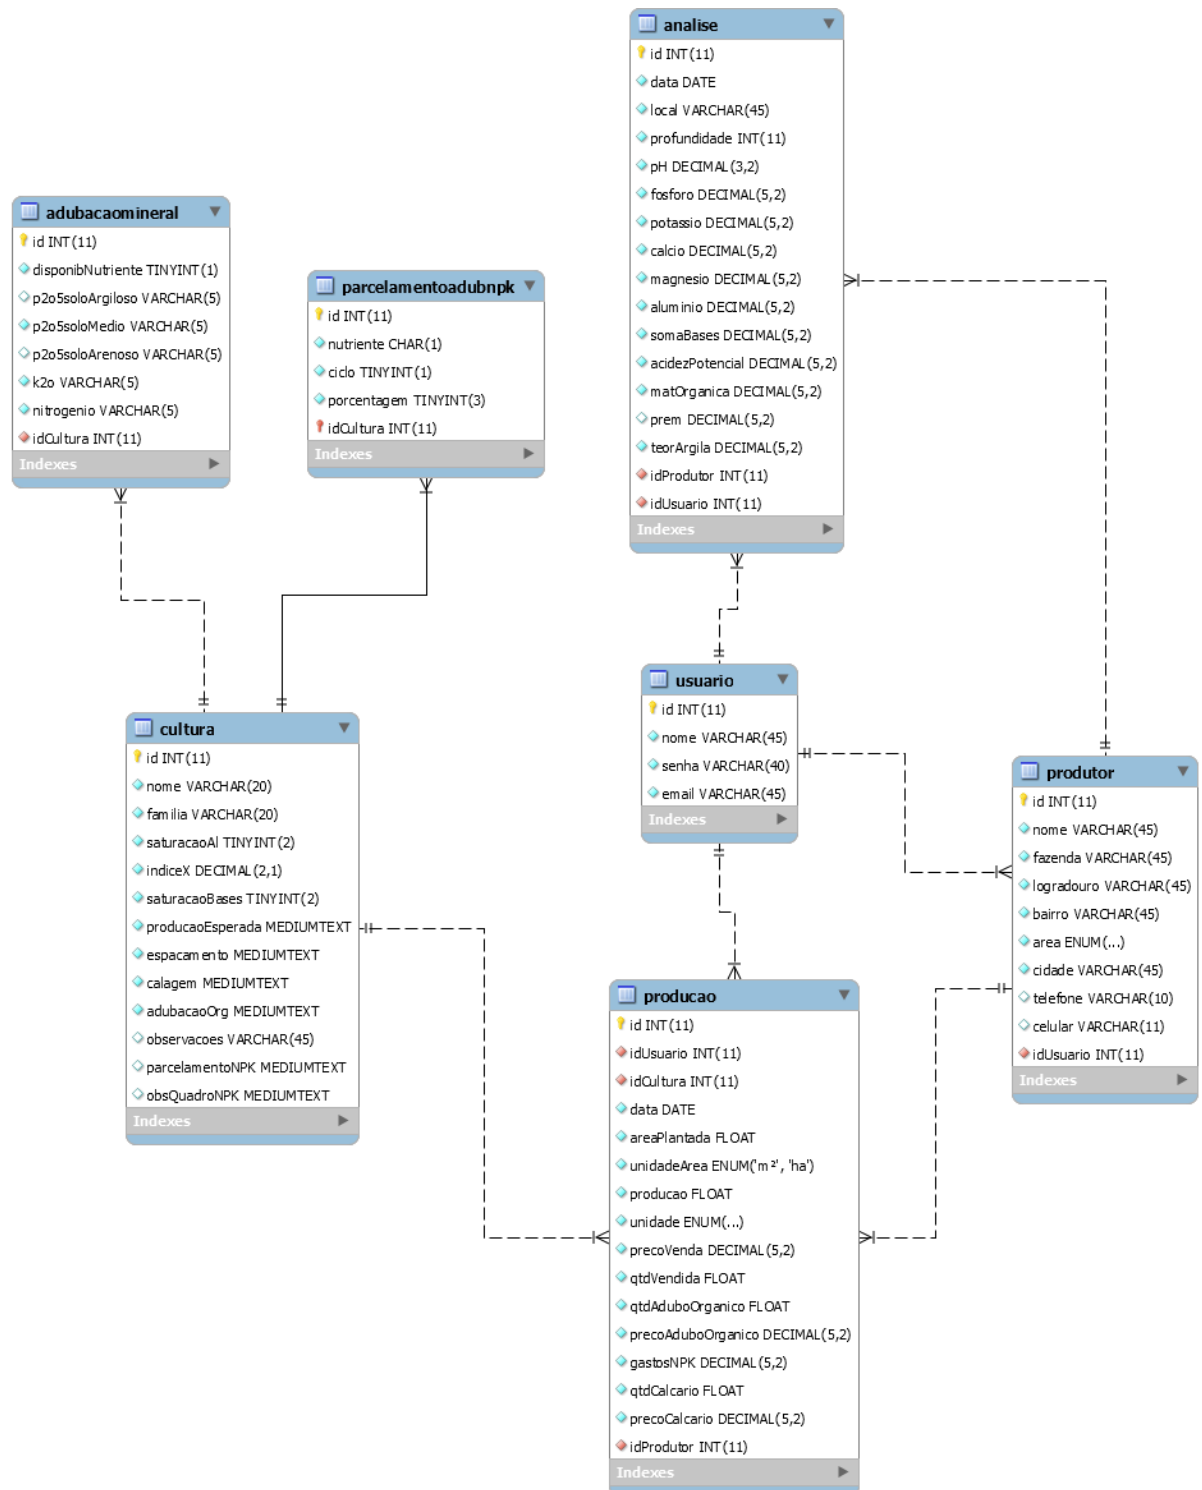 analise
id INT(11)
data DATE
local VARCHAR(45)
profundidade INT(11)
pH DECIMAL(3,2)
fosforo DECIMAL(5,2)
potassio DECIMAL(5,2)
calcio DECIMAL(5,2)
magnesio DECIMAL(5,2)
aluminio DECIMAL(5,2)
somaBases DECIMAL(5,2)
acidezPotencial DECIMAL(5,2)
matOrganica DECIMAL(5,2)
prem DECIMAL(5,2)
teorArgila DECIMAL(5,2)
idProdutor INT(11)
idUsuario INT(11)
Indexes
adubacaomineral
id INT(11)
disponibNutriente TINYINT(1)
p2o5soloArgiloso VARCHAR(5)
p2o5soloMedio VARCHAR(5)
p2o5soloArenoso VARCHAR(5)
k2o VARCHAR(5)
nitrogenio VARCHAR(5)
idCultura INT(11)
Indexes
parcelamentoadubnpk
id INT(11)
nutriente CHAR(1)
ciclo TINYINT(1)
porcentagem TINYINT(3)
idCultura INT(11)
Indexes
cultura
id INT(11)
nome VARCHAR(20)
familia VARCHAR(20)
saturacaoAl TINYINT(2)
indiceX DECIMAL(2,1)
saturacaoBases TINYINT(2)
producaoEsperada MEDIUMTEXT
espacamento MEDIUMTEXT
calagem MEDIUMTEXT
adubacaoOrg MEDIUMTEXT
observacoes VARCHAR(45)
parcelamentoNPK MEDIUMTEXT
obsQuadroNPK MEDIUMTEXT
Indexes
usuario
id INT(11)
nome VARCHAR(45)
senha VARCHAR(40)
email VARCHAR(45)
Indexes
produtor
id INT(11)
nome VARCHAR(45)
fazenda VARCHAR(45)
logradouro VARCHAR(45)
bairro VARCHAR(45)
area ENUM(...)
cidade VARCHAR(45)
telefone VARCHAR(10)
celular VARCHAR(11)
idUsuario INT(11)
Indexes
producao
id INT(11)
idUsuario INT(11)
idCultura INT(11)
data DATE
areaPlantada FLOAT
unidadeArea ENUM('m²', 'ha')
producao FLOAT
unidade ENUM(...)
precoVenda DECIMAL(5,2)
qtdVendida FLOAT
qtdAduboOrganico FLOAT
precoAduboOrganico DECIMAL(5,2)
gastosNPK DECIMAL(5,2)
qtdCalcario FLOAT
precoCalcario DECIMAL(5,2)
idProdutor INT(11)
Indexes